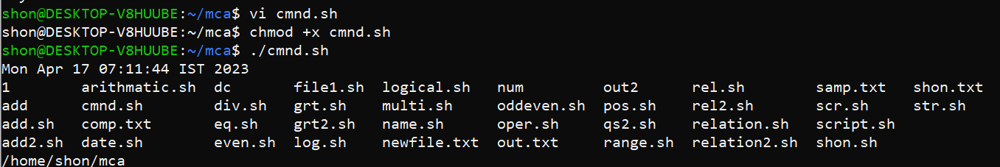 shon@DESKTOP-V8HUUBE:~/mca$ vi cmnd.sh
shon@DESKTOP-V8HUUBE:~/mca$ chmod +x cmnd.sh
shon@DESKTOP-V8HUUBE:~/mca$ ./cmnd.sh
Mon Apr 17 07:11:44 IST 2023
1 arithmatic.sh dc file1.sh logical.sh num out2 rel.sh samp.txt shon.txt
add cmnd.sh div.sh grt.sh multi.sh oddeven.sh pos.sh rel2.sh scr.sh str.sh
add.sh comp.txt eq.sh grt2.sh name.sh oper.sh qs2.sh relation.sh script.sh
add2.sh date.sh even.sh log.sh newfile.txt out.txt range.sh relation2.sh shon.sh
/home/shon/mca